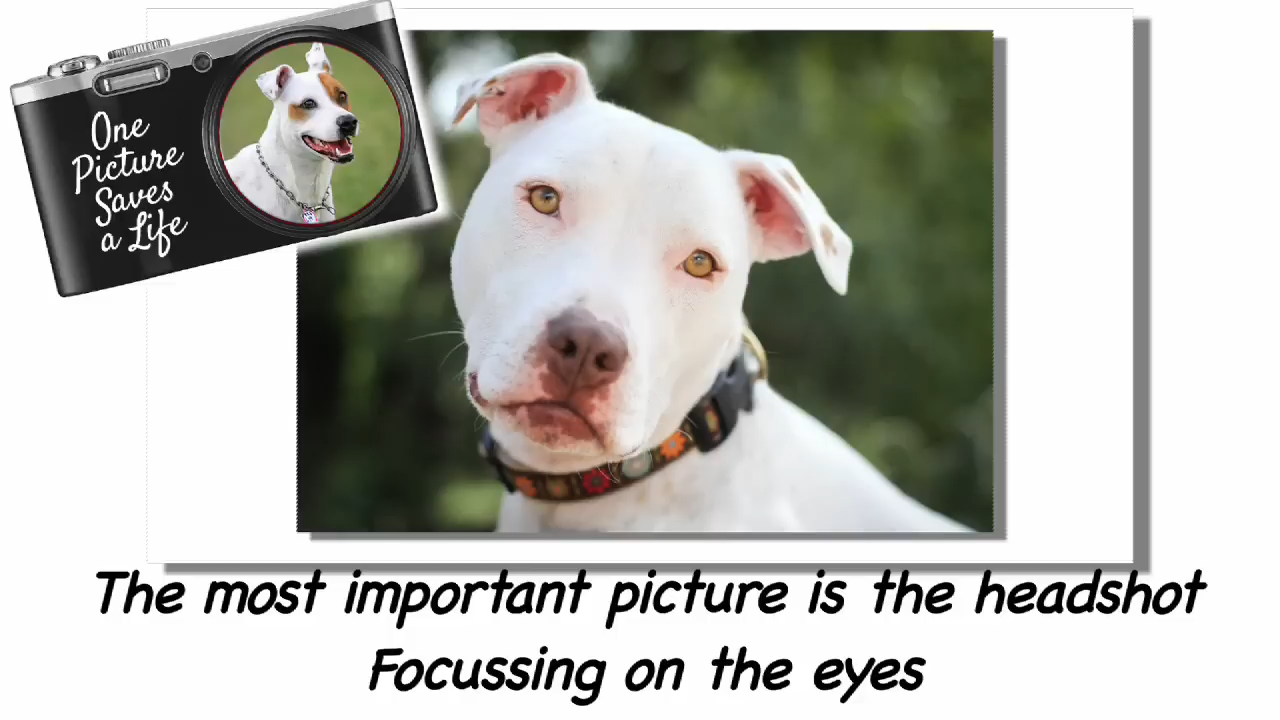 One
Picture
Saves
a Life
The most important picture is the headshot
Focussing on the eyes